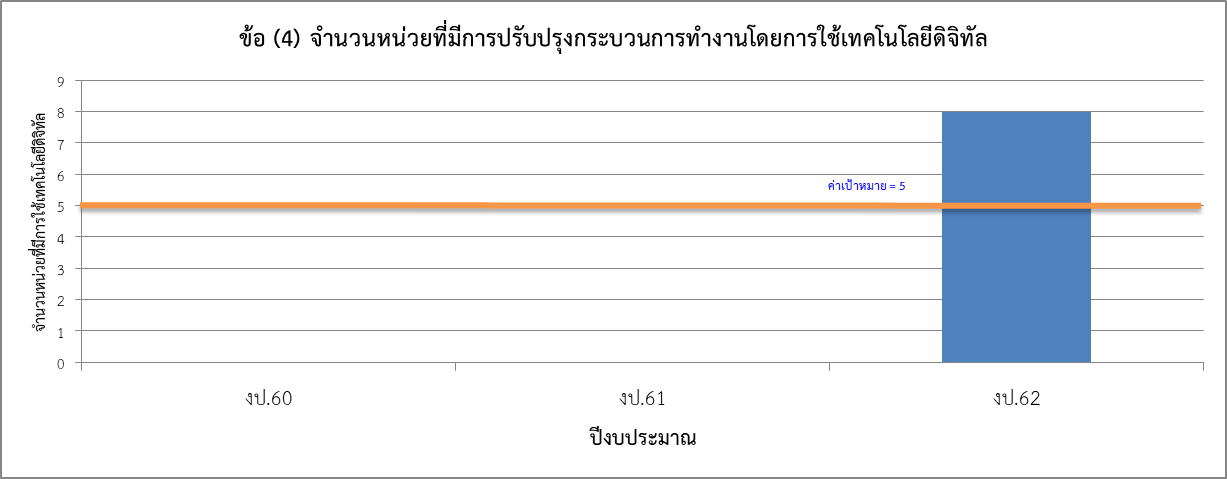 ข้อ (4) จำนวนหน่วยที่มีการปรับปรุงกระบวนการทำงานโดยการใช้เทคโนโลยีดิจิทัล
จำนวนหน่วยที่มีการใช้เทคโนโลยีดิจิทัล
9
8
7
6
5
4
3
2
1
0
ค่าเป้าหมาย = 5
งป.60
งป.61
งป.62
ปีงบประมาณ